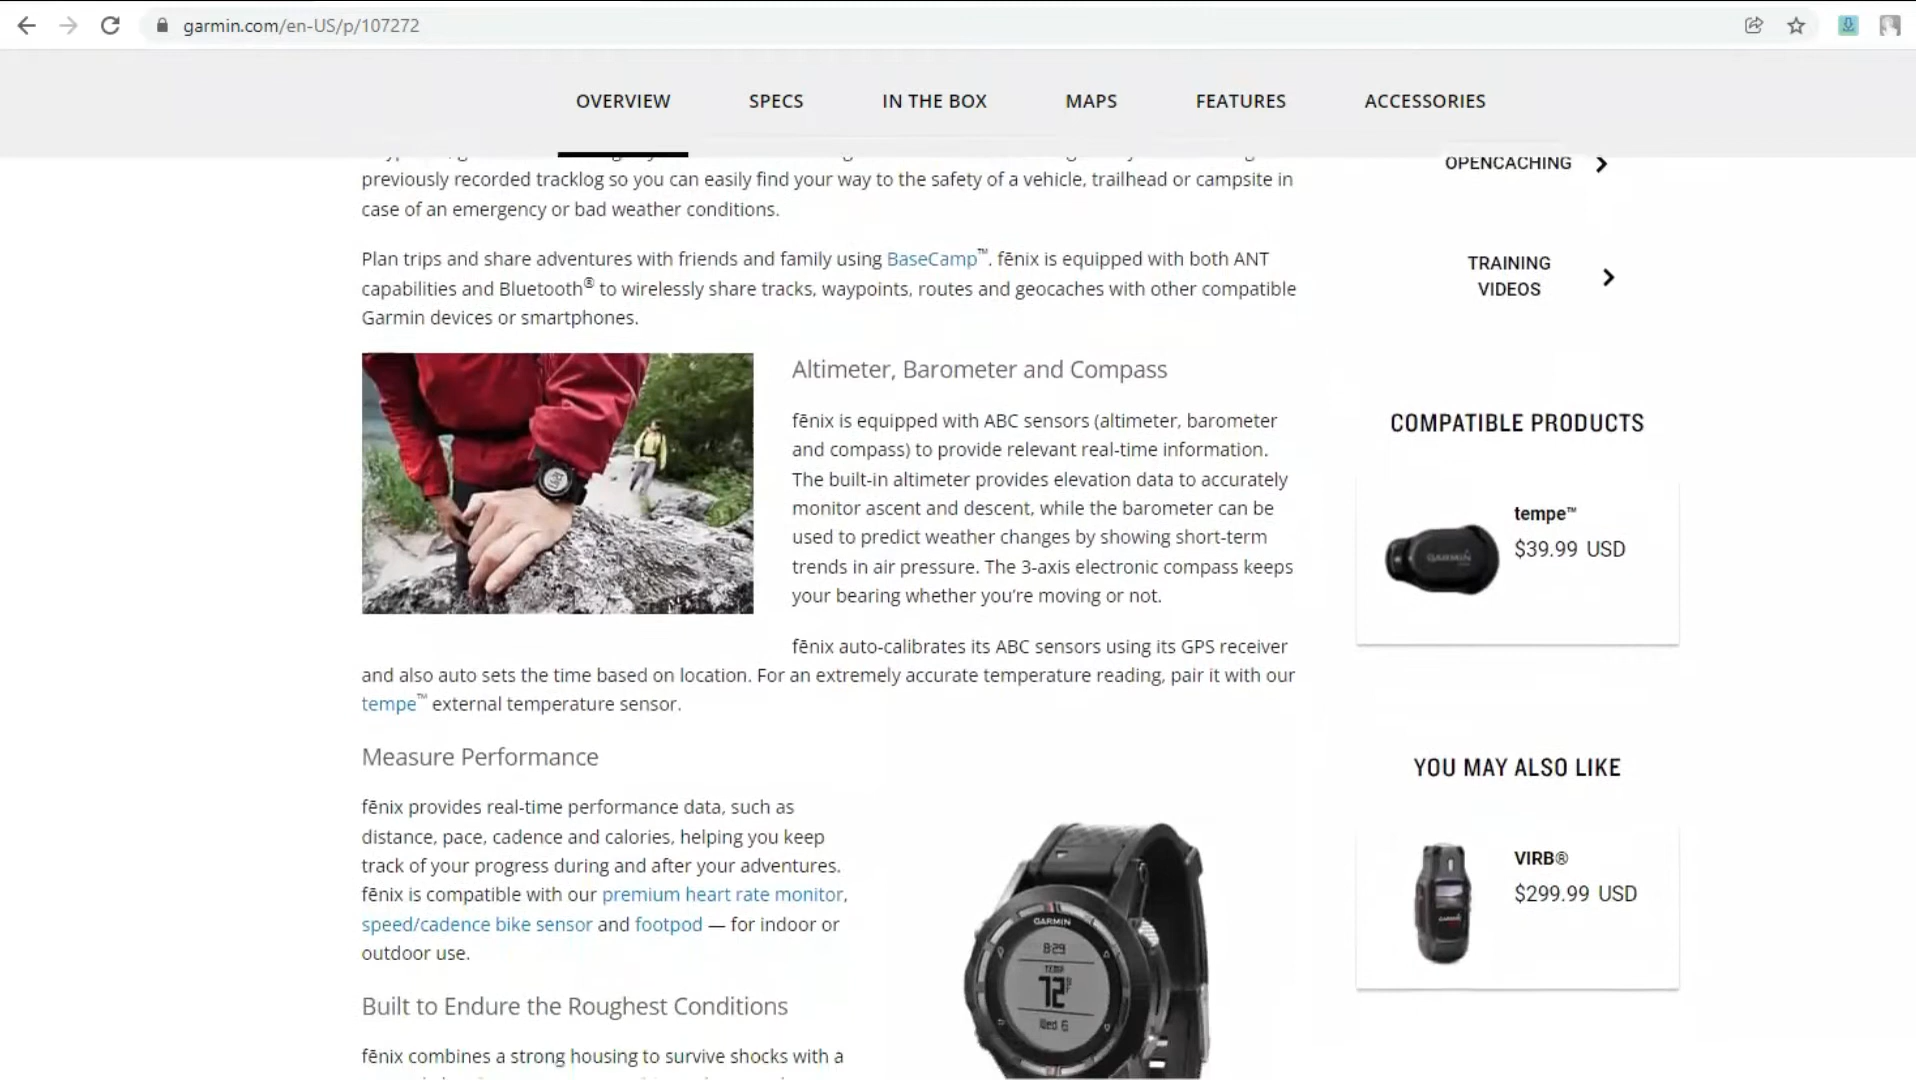 garmin.com/en-US/p/107272
OVERVIEW
SPECS
IN THE BOX
MAPS
FEATURES
ACCESSORIES
previously recorded tracklog so you can easily find your way to the safety of a vehicle, trailhead or campsite in
case of an emergency or bad weather conditions.
Plan trips and share adventures with friends and family using BaseCamp™. fēnix is equipped with both ANT
capabilities and Bluetooth® to wirelessly share tracks, waypoints, routes and geocaches with other compatible
Garmin devices or smartphones.
Altimeter, Barometer and Compass
fēnix is equipped with ABC sensors (altimeter, barometer
and compass) to provide relevant real-time information.
The built-in altimeter provides elevation data to accurately
monitor ascent and descent, while the barometer can be
used to predict weather changes by showing short-term
trends in air pressure. The 3-axis electronic compass keeps
your bearing whether you’re moving or not.
fēnix auto-calibrates its ABC sensors using its GPS receiver
and also auto sets the time based on location. For an extremely accurate temperature reading, pair it with our
tempe™ external temperature sensor.
Measure Performance
fēnix provides real-time performance data, such as
distance, pace, cadence and calories, helping you keep
track of your progress during and after your adventures.
fēnix is compatible with our premium heart rate monitor,
speed/cadence bike sensor and footpod — for indoor or
outdoor use.
Built to Endure the Roughest Conditions
fēnix combines a strong housing to survive shocks with a
GARMIN
8:29
TEMP
72°F
Wed 6
OPENCACHING
TRAINING
VIDEOS
COMPATIBLE PRODUCTS
GARMIN
tempe™
$39.99 USD
YOU MAY ALSO LIKE
GARMIN
VIRB®
$299.99 USD